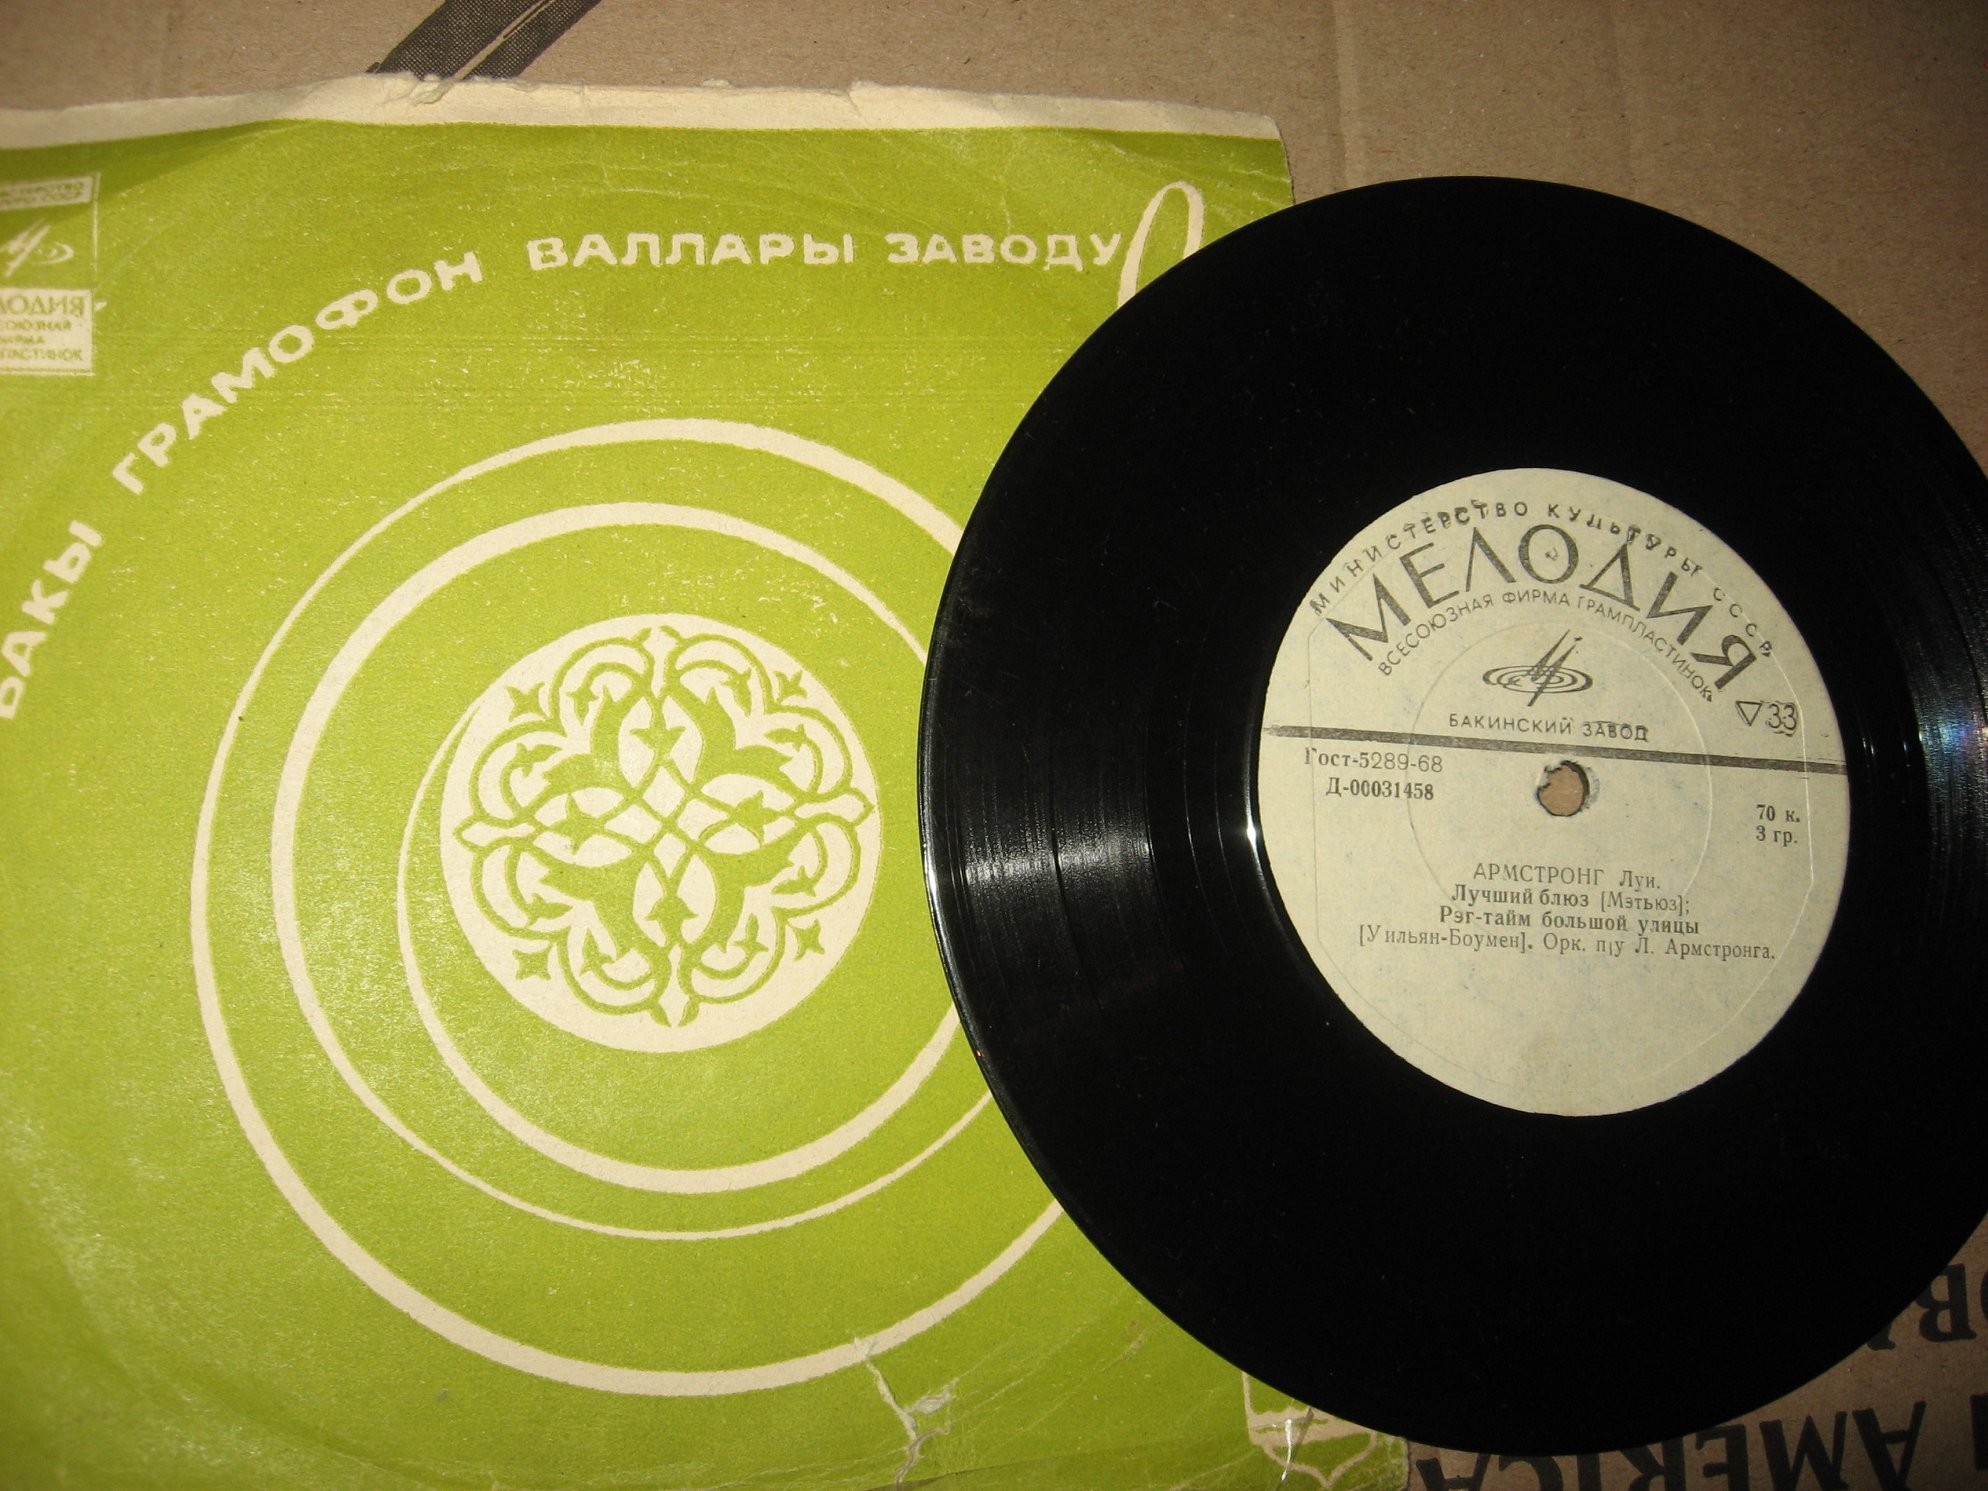 БАКЫ ГРАМОФОН ВАЛЛАРЫ ЗАВОДУ
МИНИСТЕРСТВО КУЛЬТУРЫ СССР
МЕЛОДИЯ
ВСЕСОЮЗНАЯ ФИРМА ГРАМПЛАСТИНОК
▽33
БАКИНСКИЙ ЗАВОД
Гост-5289-68
Д-00031458
70 к.
3 гр.
АРМСТРОНГ Луи.
Лучший блюз [Мэтьюз];
Рэг-тайм большой улицы
[Уильян-Боумен]. Орк. п/у Л. Армстронга.
AMERICA